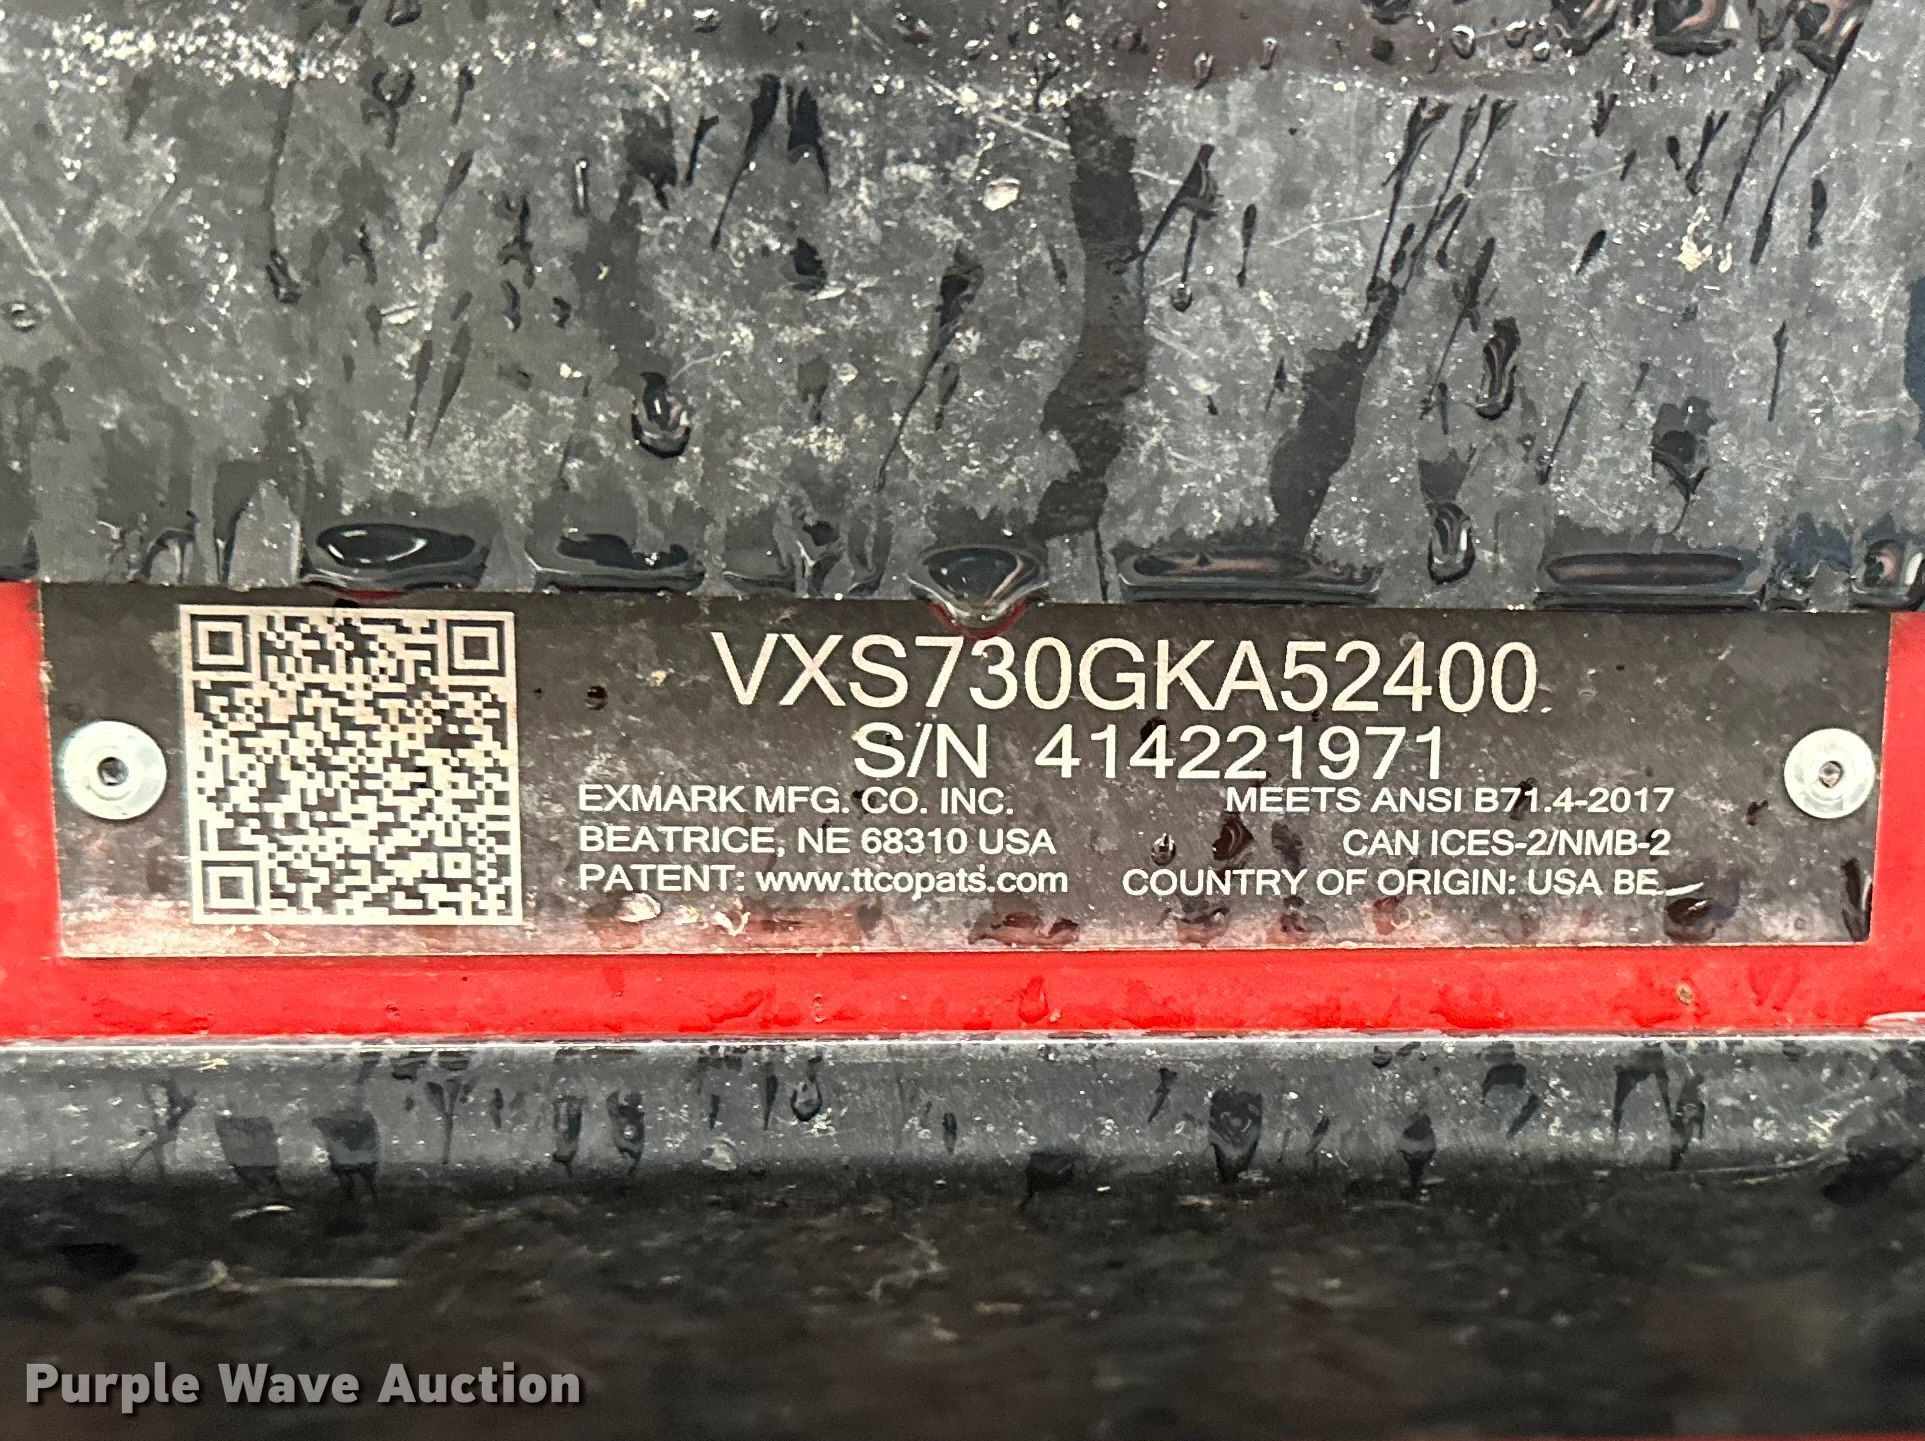 VXS730GKA52400
S/N 414221971
EXMARK MFG. CO. INC.
BEATRICE, NE 68310 USA
PATENT: www.ttcopats.com
MEETS ANSI B71.4-2017
CAN ICES-2/NMB-2
COUNTRY OF ORIGIN: USA BE
Purple Wave Auction